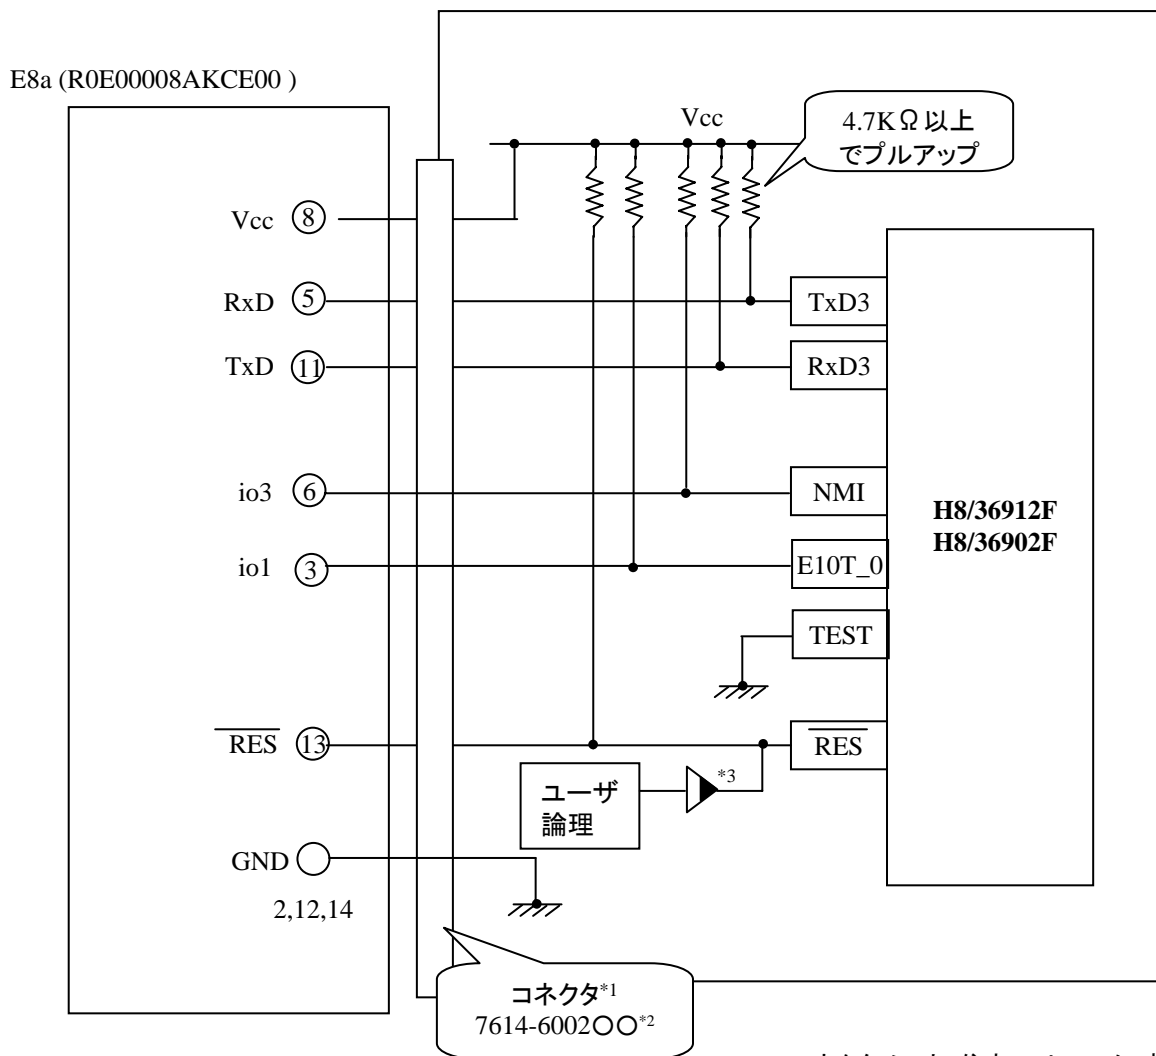 E8a (R0E00008AKCE00 )
Vcc
4.7KΩ以上
でプルアップ
Vcc 8
RxD 5
TxD3
TxD 11
RxD3
io3 6
NMI
H8/36912F
H8/36902F
io1 3
E10T_0
TEST
RES 13
RES
*3
ユーザ
論理
GND
2,12,14
コネクタ*1
7614-6002〇〇*2